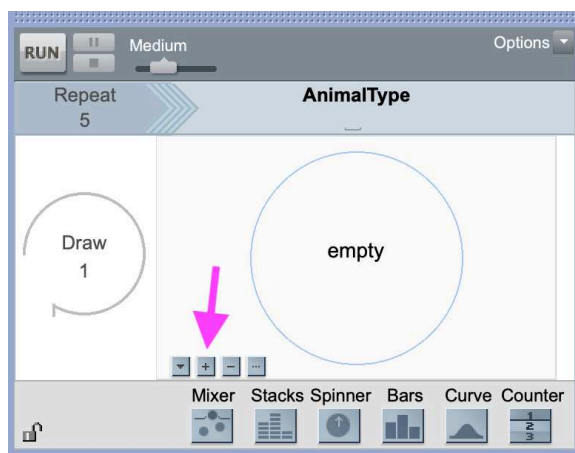 RUN
Medium
Options
Repeat
5
AnimalType
Draw
1
empty
Mixer Stacks Spinner Bars Curve Counter
1
2
3